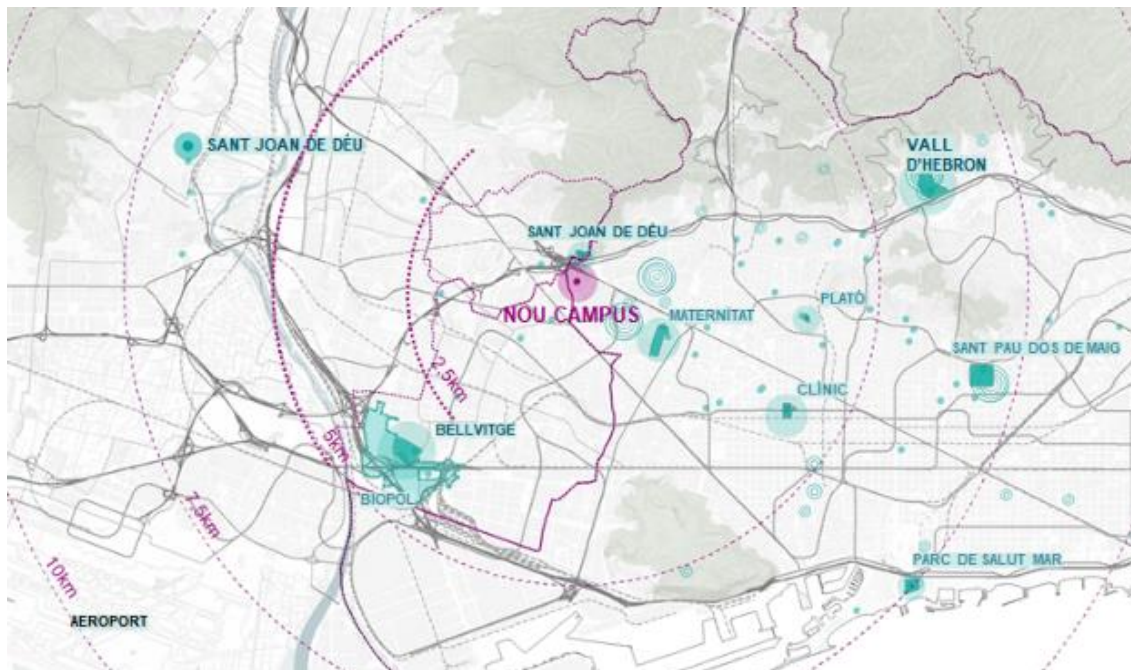 SANT JOAN DE DÉU
VALL
D'HEBRON
SANT JOAN DE DÉU
NOU CAMPUS
MATERNÏTAT
PLATÓ
SANT PAU DOS DE MAIG
2,5km
CLÍNIC
BELLVITGE
5km
BIOPOL
7,5km
10km
PARC DE SALUT MAR
AEROPORT